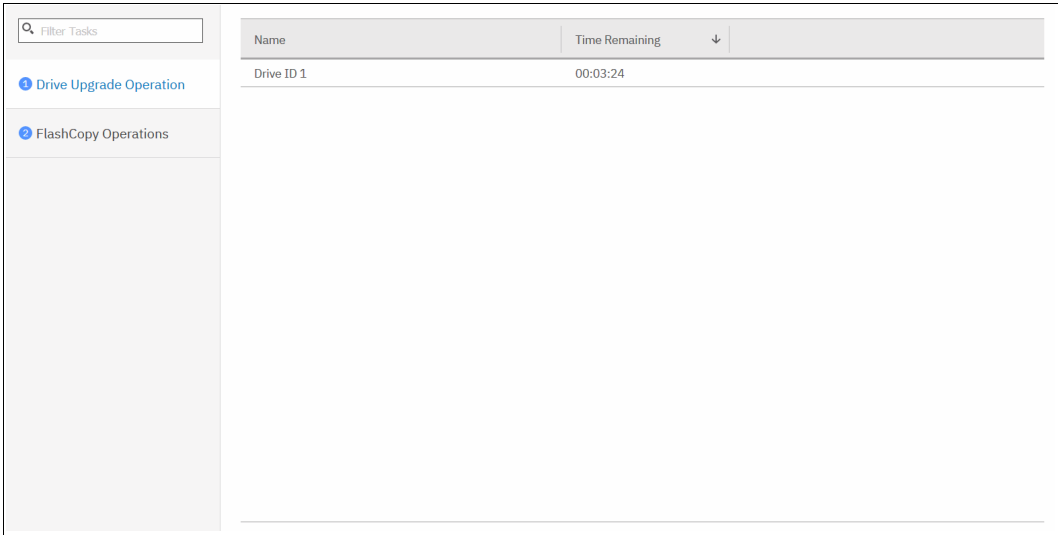 Filter Tasks
1 Drive Upgrade Operation
2 FlashCopy Operations
Name Time Remaining
Drive ID 1 00:03:24